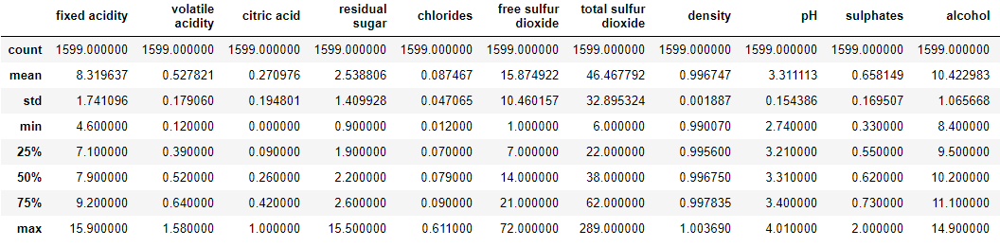 fixed acidity volatile acidity citric acid residual sugar chlorides free sulfur dioxide total sulfur dioxide density pH sulphates alcohol
count 1599.000000 1599.000000 1599.000000 1599.000000 1599.000000 1599.000000 1599.000000 1599.000000 1599.000000 1599.000000 1599.000000
mean 8.319637 0.527821 0.270976 2.538806 0.087467 15.874922 46.467792 0.996747 3.311113 0.658149 10.422983
std 1.741096 0.179060 0.194801 1.409928 0.047065 10.460157 32.895324 0.001887 0.154386 0.169507 1.065668
min 4.600000 0.120000 0.000000 0.900000 0.012000 1.000000 6.000000 0.990070 2.740000 0.330000 8.400000
25% 7.100000 0.390000 0.090000 1.900000 0.070000 7.000000 22.000000 0.995600 3.210000 0.550000 9.500000
50% 7.900000 0.520000 0.260000 2.200000 0.079000 14.000000 38.000000 0.996750 3.310000 0.620000 10.200000
75% 9.200000 0.640000 0.420000 2.600000 0.090000 21.000000 62.000000 0.997835 3.400000 0.730000 11.100000
max 15.900000 1.580000 1.000000 15.500000 0.611000 72.000000 289.000000 1.003690 4.010000 2.000000 14.900000